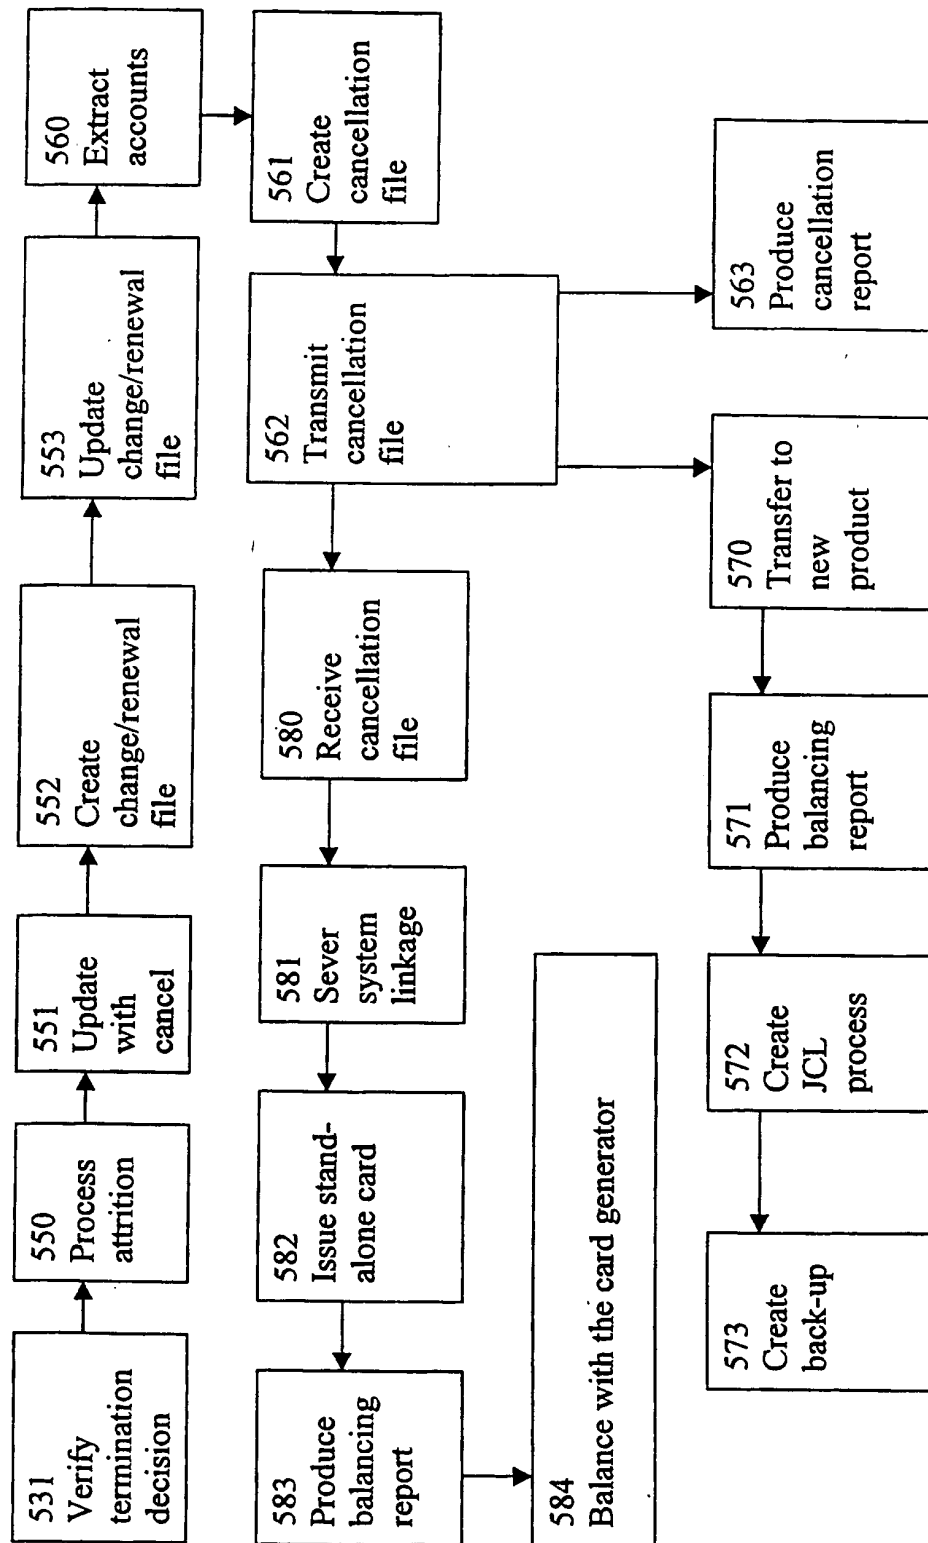 531
Verify
termination
decision
550
Process
attrition
551
Update
with
cancel
552
Create
change/renewal
file
553
Update
change/renewal
file
560
Extract
accounts
561
Create
cancellation
file
562
Transmit
cancellation
file
563
Produce
cancellation
report
570
Transfer to
new
product
571
Produce
balancing
report
572
Create
JCL
process
573
Create
back-up
580
Receive
cancellation
file
581
Sever
system
linkage
582
Issue stand-
alone card
583
Produce
balancing
report
584
Balance with the card generator